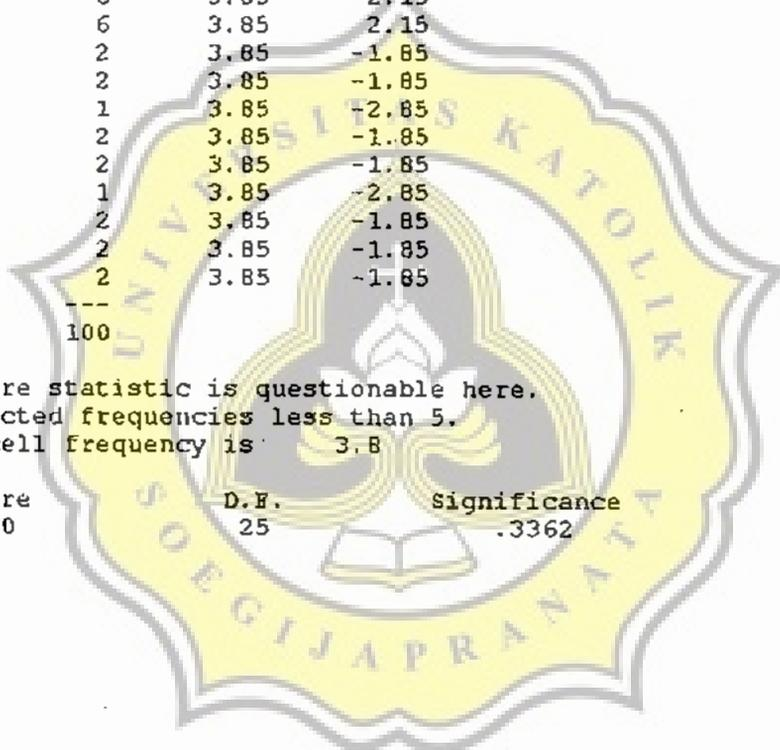 6 3.85 2.15
2 3.85 -1.85
2 3.85 -1.85
1 3.85 -2.85
2 3.85 -1.85
2 3.85 -1.85
1 3.85 -2.85
2 3.85 -1.85
2 3.85 -1.85
2 3.85 -1.85
---
100
re statistic is questionable here.
cted frequencies less than 5.
ell frequency is 3.8
re D.F. Significance
0 25 .3362
UNIVERSITAS KATOLIK
SOEGIJAPRANATA